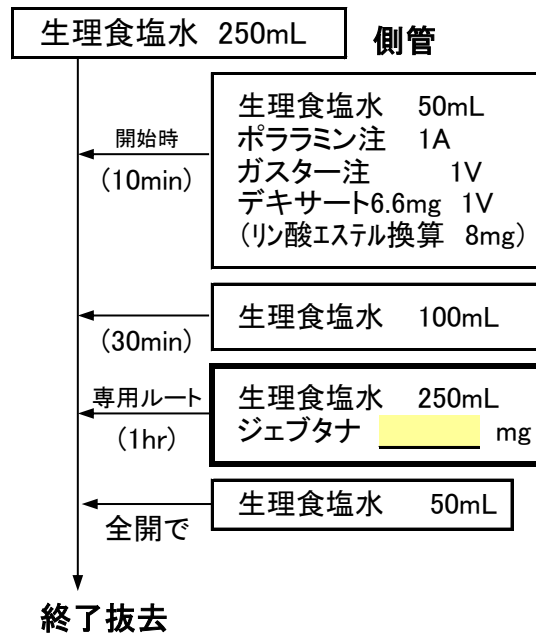 生理食塩水 250mL
側管
開始時
(10min)
生理食塩水 50mL
ポララミン注 1A
ガスター注 1V
デキサート6.6mg 1V
(リン酸エステル換算 8mg)
(30min)
生理食塩水 100mL
専用ルート
(1hr)
生理食塩水 250mL
ジェブタナ mg
全開で
生理食塩水 50mL
終了抜去